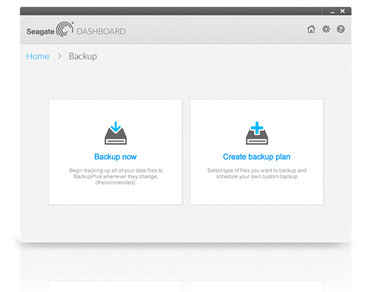 Seagate DASHBOARD
Home > Backup
Backup now
Begin backing up all of your data files to
BackupPlus whenever they change.
(Recommended)
Create backup plan
Select type of files you want to backup and
schedule your own custom backup